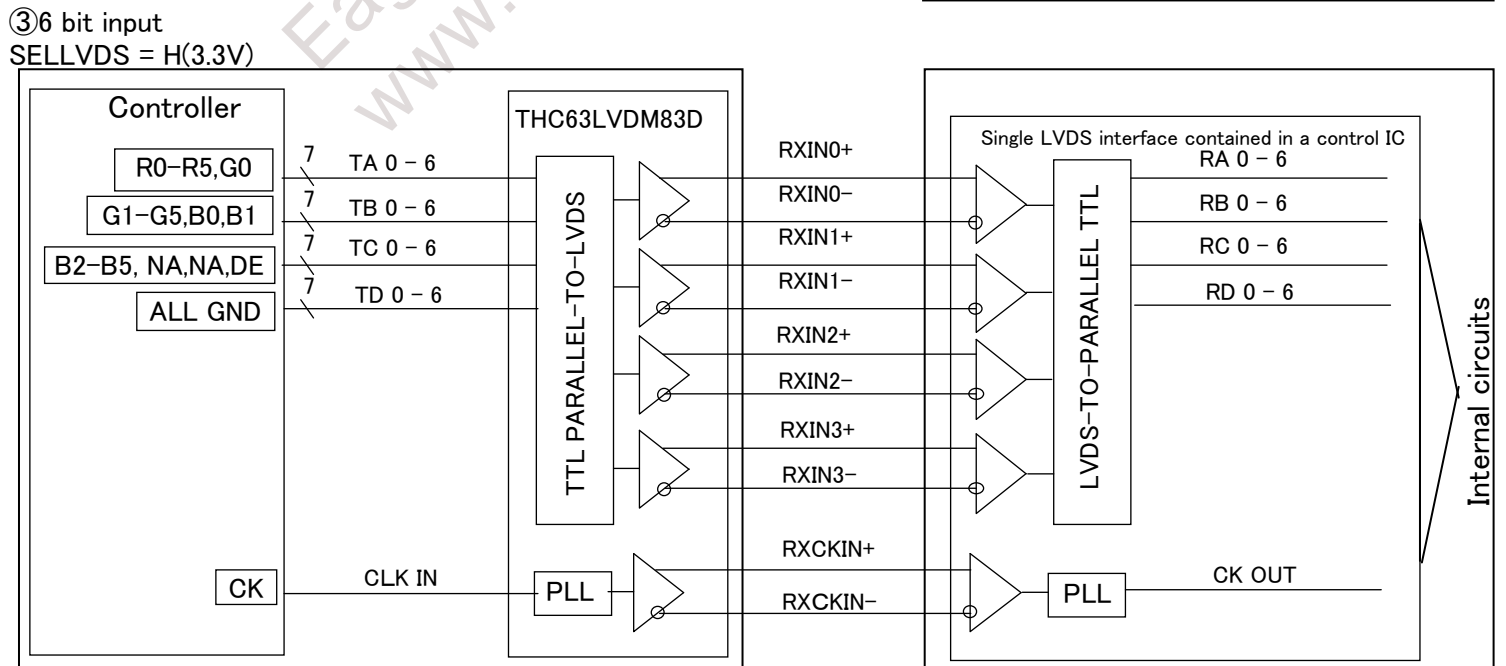 ③6 bit input
SELLVDS = H(3.3V)
Controller
THC63LVDM83D
Single LVDS interface contained in a control IC
R0-R5,G0
7
TA 0 - 6
RXIN0+
RA 0 - 6
G1-G5,B0,B1
7
TB 0 - 6
RXIN0-
RB 0 - 6
B2-B5, NA,NA,DE
7
TC 0 - 6
RXIN1+
RC 0 - 6
ALL GND
7
TD 0 - 6
RXIN1-
RD 0 - 6
TTL PARALLEL-TO-LVDS
RXIN2+
RXIN2-
RXIN3+
RXIN3-
LVDS-TO-PARALLEL TTL
Internal circuits
CK
CLK IN
PLL
RXCKIN+
RXCKIN-
PLL
CK OUT
www.